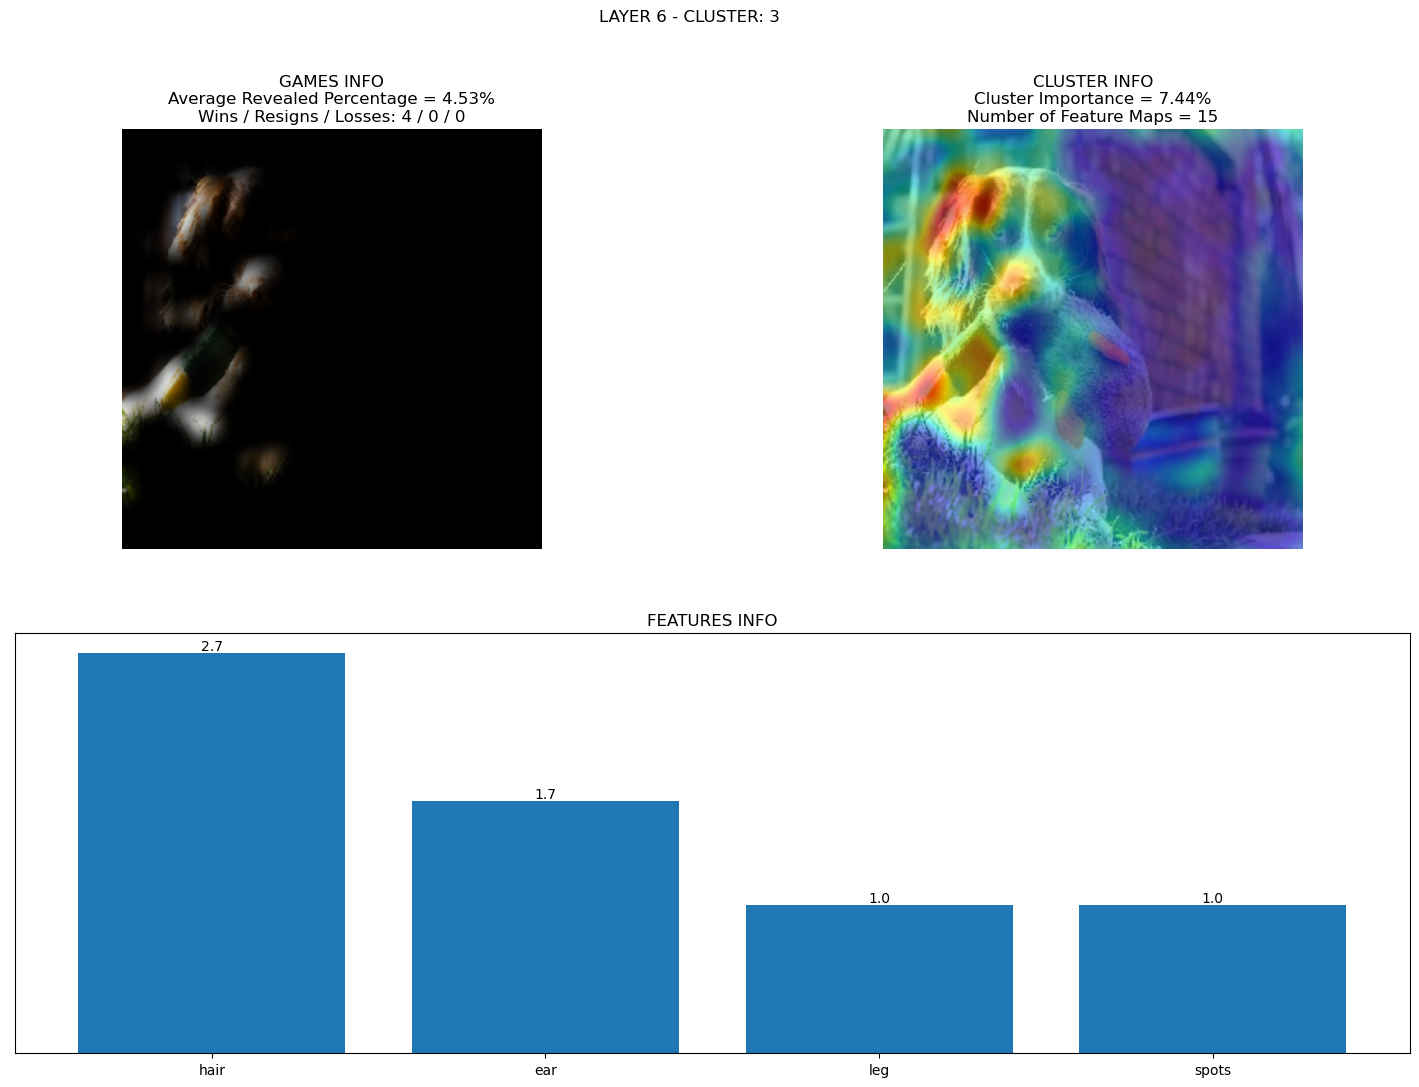 LAYER 6 - CLUSTER: 3
GAMES INFO
Average Revealed Percentage = 4.53%
Wins / Resigns / Losses: 4 / 0 / 0
CLUSTER INFO
Cluster Importance = 7.44%
Number of Feature Maps = 15
FEATURES INFO
2.7
1.7
1.0
1.0
hair
ear
leg
spots